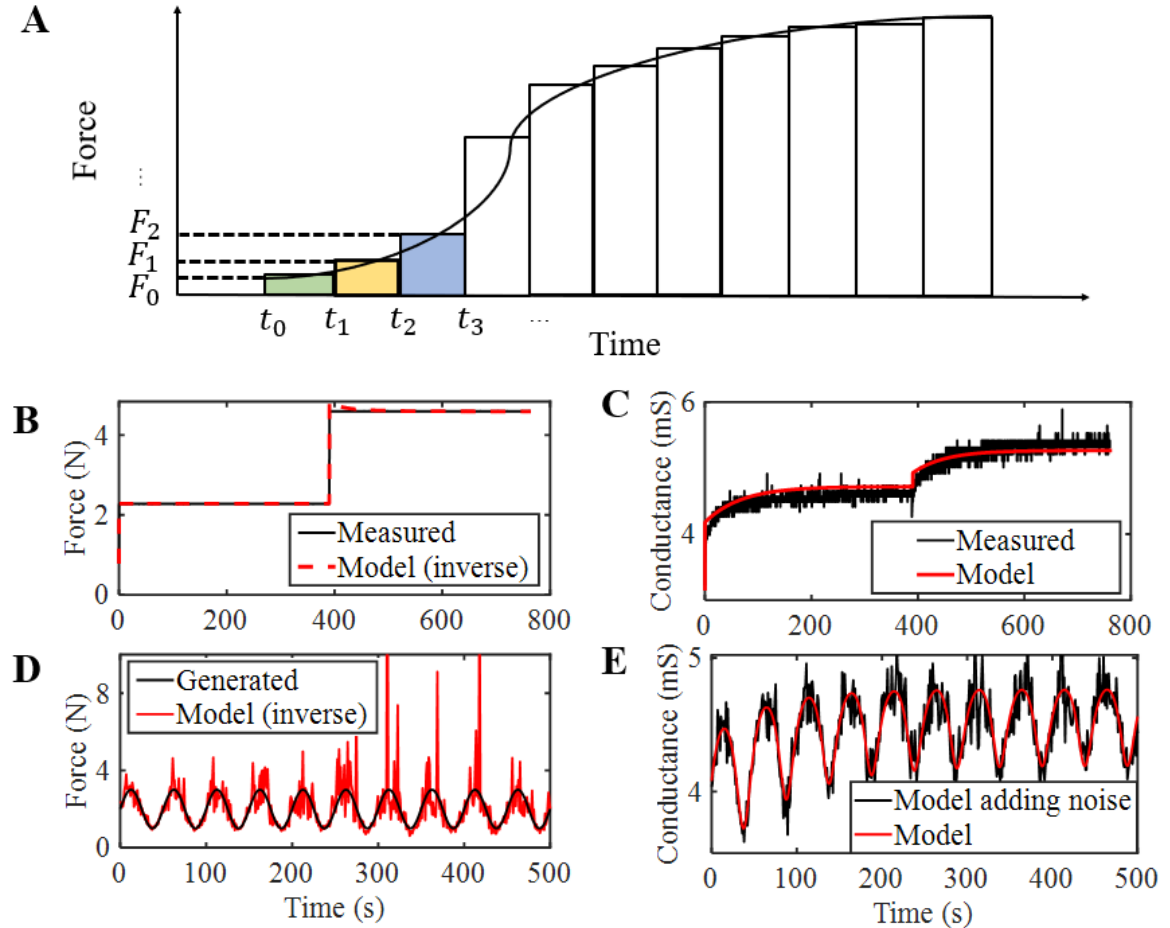 A
Force
⋮
F₂
F₁
F₀
t₀ t₁ t₂ t₃ ...
Time
B
Force (N)
4
2
0
0 200 400 600 800
Measured
Model (inverse)
C
Conductance (mS)
6
4
0 200 400 600 800
Measured
Model
D
Force (N)
8
4
0
0 100 200 300 400 500
Time (s)
Generated
Model (inverse)
E
Conductance (mS)
5
4
0 100 200 300 400 500
Time (s)
Model adding noise
Model